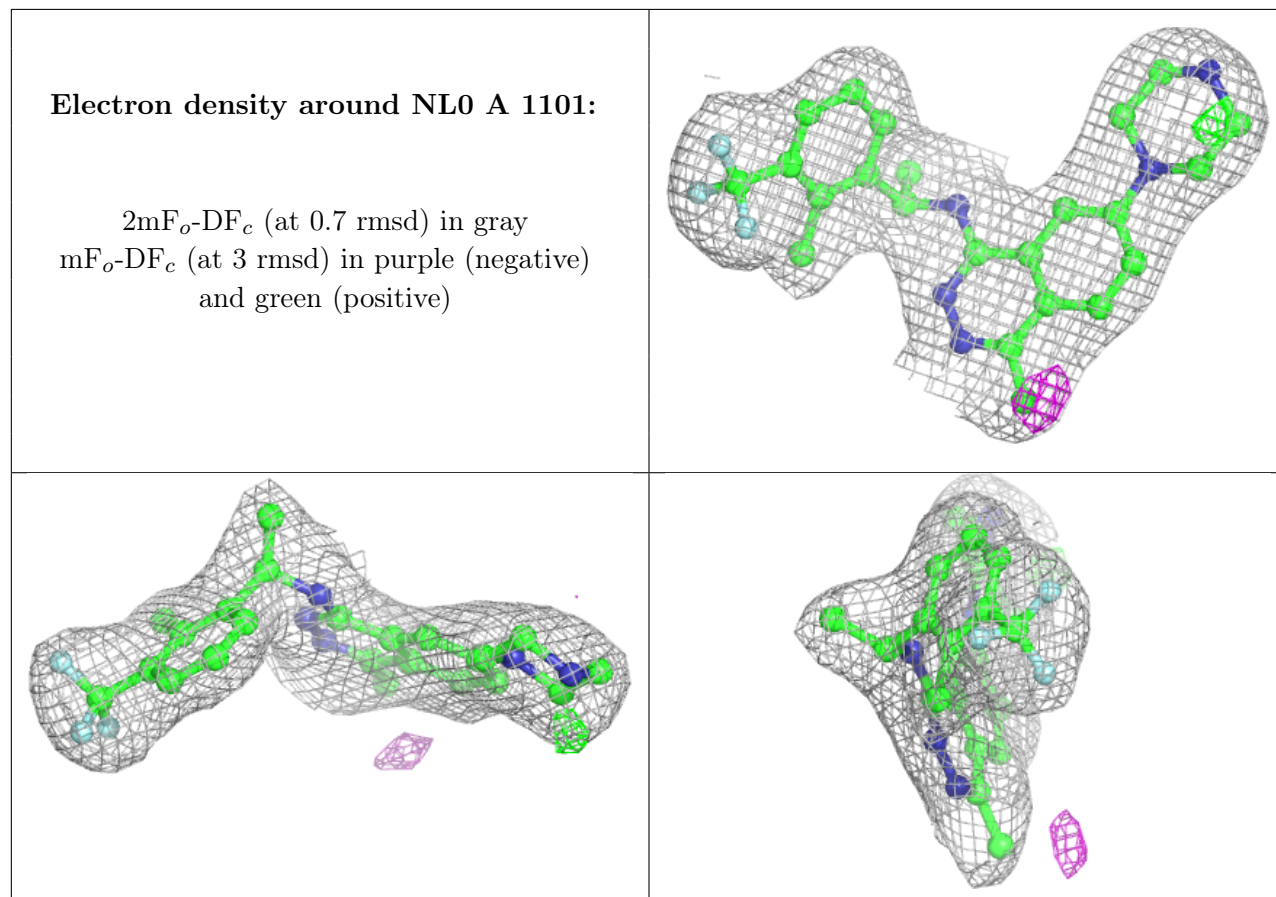 Electron density around NL0 A 1101:
2mFo-DFc (at 0.7 rmsd) in gray
mFo-DFc (at 3 rmsd) in purple (negative)
and green (positive)